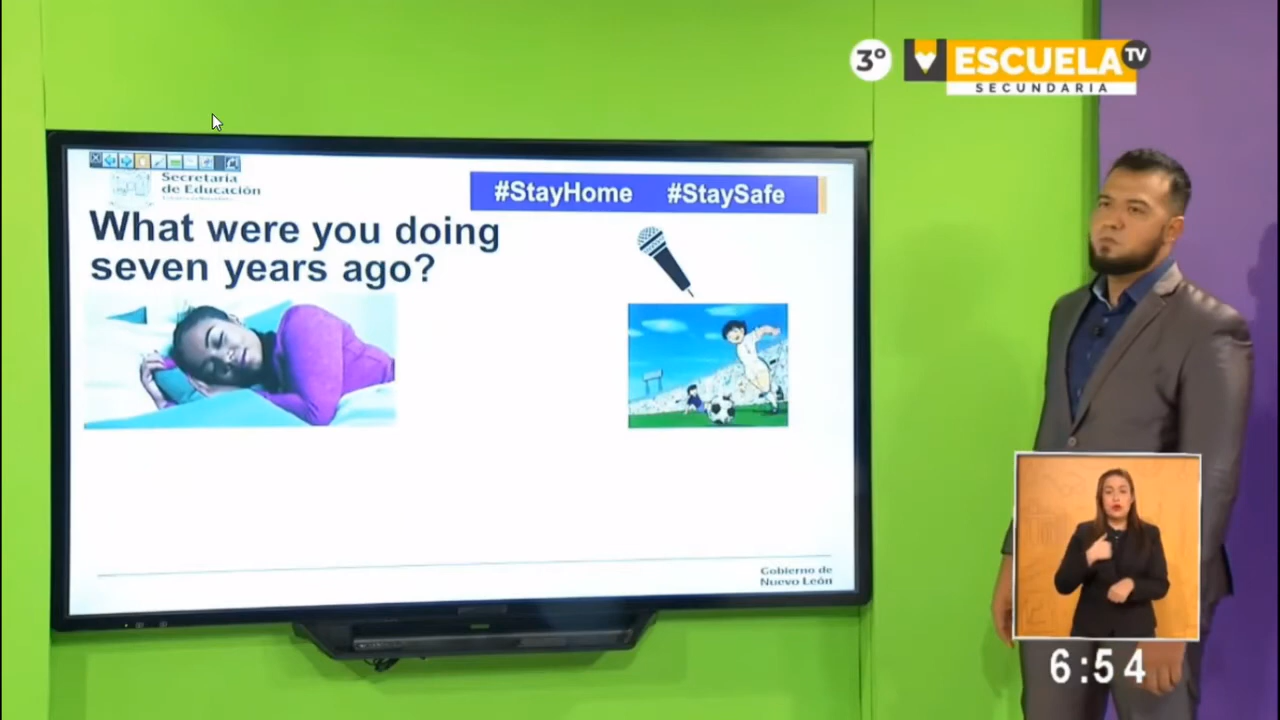 3º
ESCUELA TV
SECUNDARIA
Secretaría
de Educación
#StayHome #StaySafe
What were you doing
seven years ago?
Gobierno de
Nuevo León
6:54